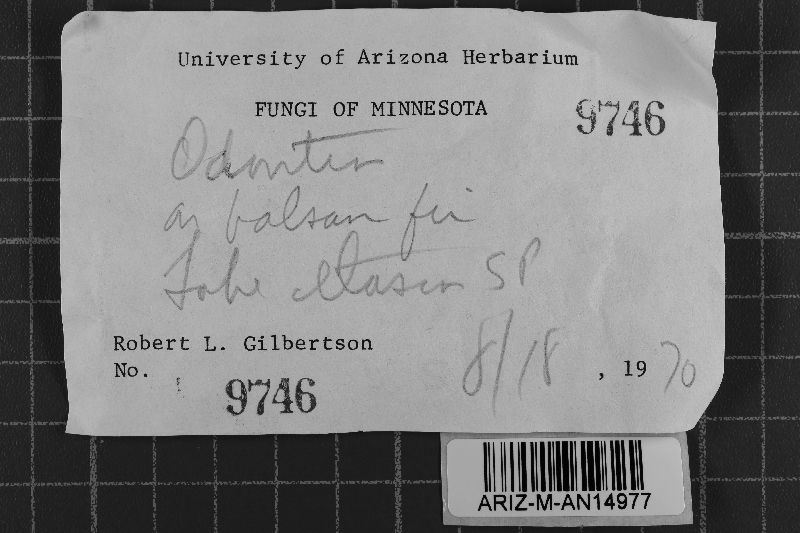 University of Arizona Herbarium
FUNGI OF MINNESOTA 9746
Odontia
on balsam fir
Lake Itasca SP
Robert L. Gilbertson
No. 9746 8/18, 1970
ARIZ-M-AN14977